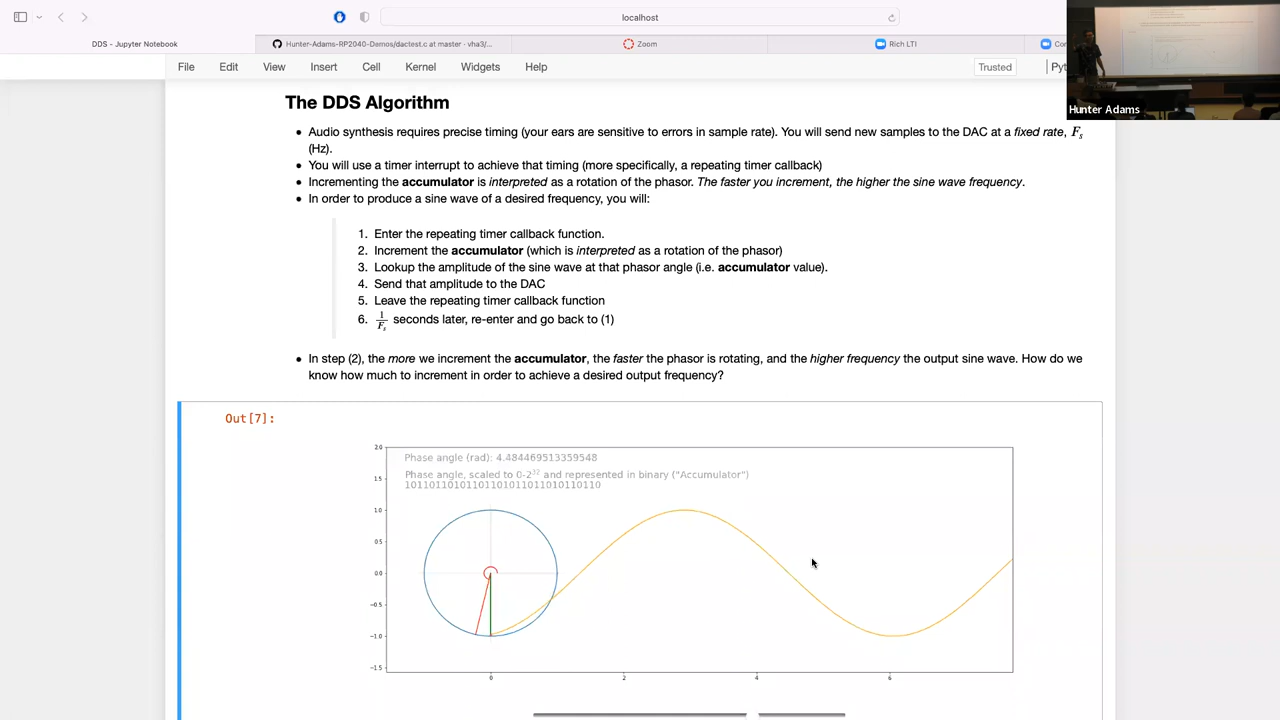 localhost
DDS - Jupyter Notebook
Hunter-Adams-RP2040-Demos/dactest.c at master · vha3/...
Zoom
Rich LTI
File Edit View Insert Cell Kernel Widgets Help
Trusted
Hunter Adams
The DDS Algorithm
• Audio synthesis requires precise timing (your ears are sensitive to errors in sample rate). You will send new samples to the DAC at a fixed rate, Fs
(Hz).
• You will use a timer interrupt to achieve that timing (more specifically, a repeating timer callback)
• Incrementing the accumulator is interpreted as a rotation of the phasor. The faster you increment, the higher the sine wave frequency.
• In order to produce a sine wave of a desired frequency, you will:
1. Enter the repeating timer callback function.
2. Increment the accumulator (which is interpreted as a rotation of the phasor)
3. Lookup the amplitude of the sine wave at that phasor angle (i.e. accumulator value).
4. Send that amplitude to the DAC
5. Leave the repeating timer callback function
6. 1/Fs seconds later, re-enter and go back to (1)
• In step (2), the more we increment the accumulator, the faster the phasor is rotating, and the higher frequency the output sine wave. How do we
know how much to increment in order to achieve a desired output frequency?
Out[7]:
Phase angle (rad): 4.484469513359548
Phase angle, scaled to 0-2^32 and represented in binary ("Accumulator")
2.0
1.5
1.0
0.5
0.0
−0.5
−1.0
−1.5
0 2 4 6